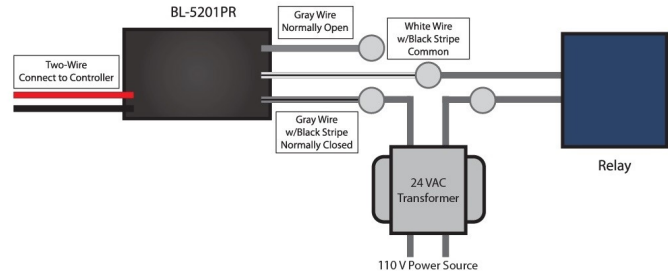 BL-5201PR
Gray Wire
Normally Open
White Wire
w/Black Stripe
Common
Two-Wire
Connect to Controller
Gray Wire
w/Black Stripe
Normally Closed
24 VAC
Transformer
Relay
110 V Power Source